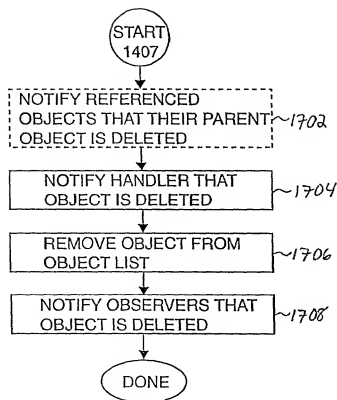 START
1407
NOTIFY REFERENCED
OBJECTS THAT THEIR PARENT
OBJECT IS DELETED
1702
NOTIFY HANDLER THAT
OBJECT IS DELETED
1704
REMOVE OBJECT FROM
OBJECT LIST
1706
NOTIFY OBSERVERS THAT
OBJECT IS DELETED
1708
DONE